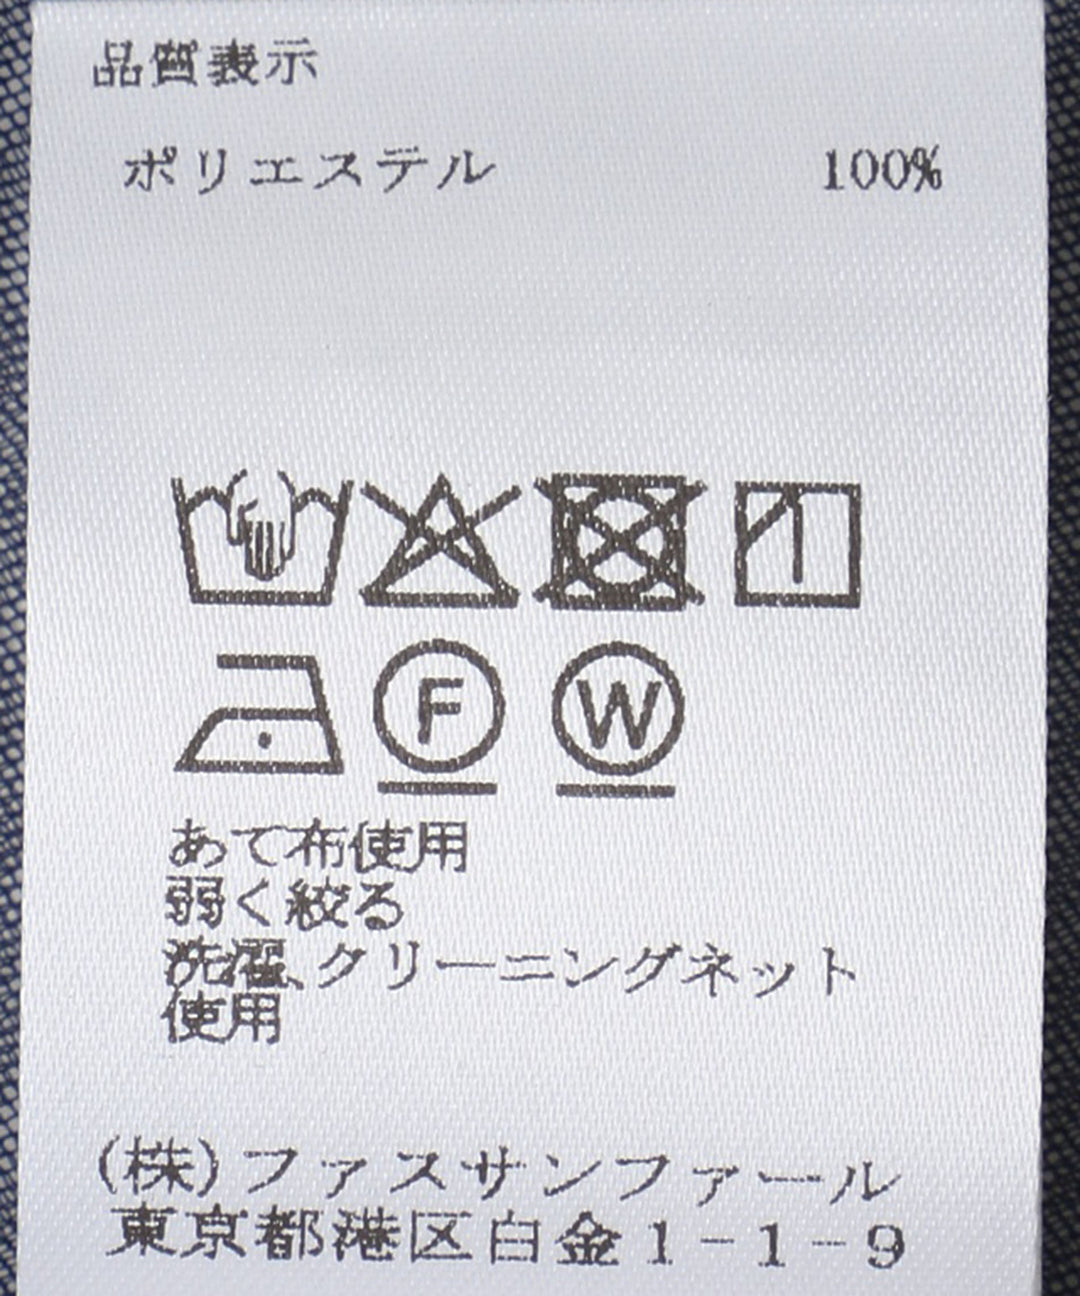 品質表示
ポリエステル 100%
F W
あて布使用
弱く絞る
洗濯、クリーニングネット
使用
(株)ファスサンファール
東京都港区白金1-1-9